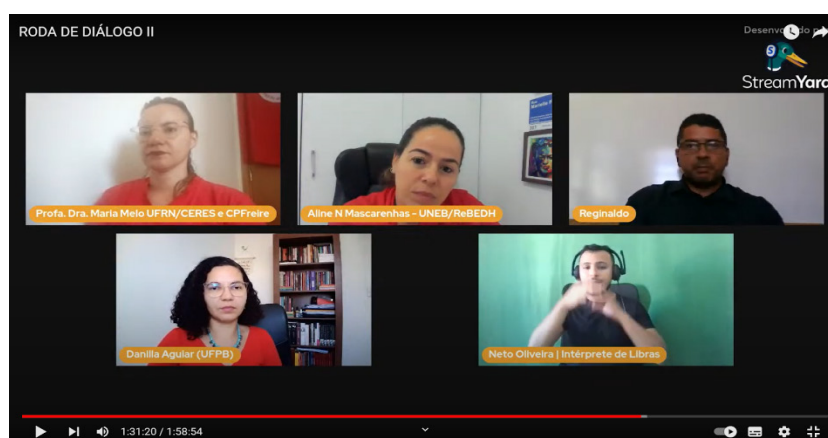 RODA DE DIÁLOGO II
StreamYard
Profa. Dra. Maria Melo UFRN/CERES e CPFreire
Aline N Mascarenhas - UNEB/ReBEDH
Reginaldo
Danilla Aguiar (UFPB)
Neto Oliveira | Intérprete de Libras
1:31:20 / 1:58:54